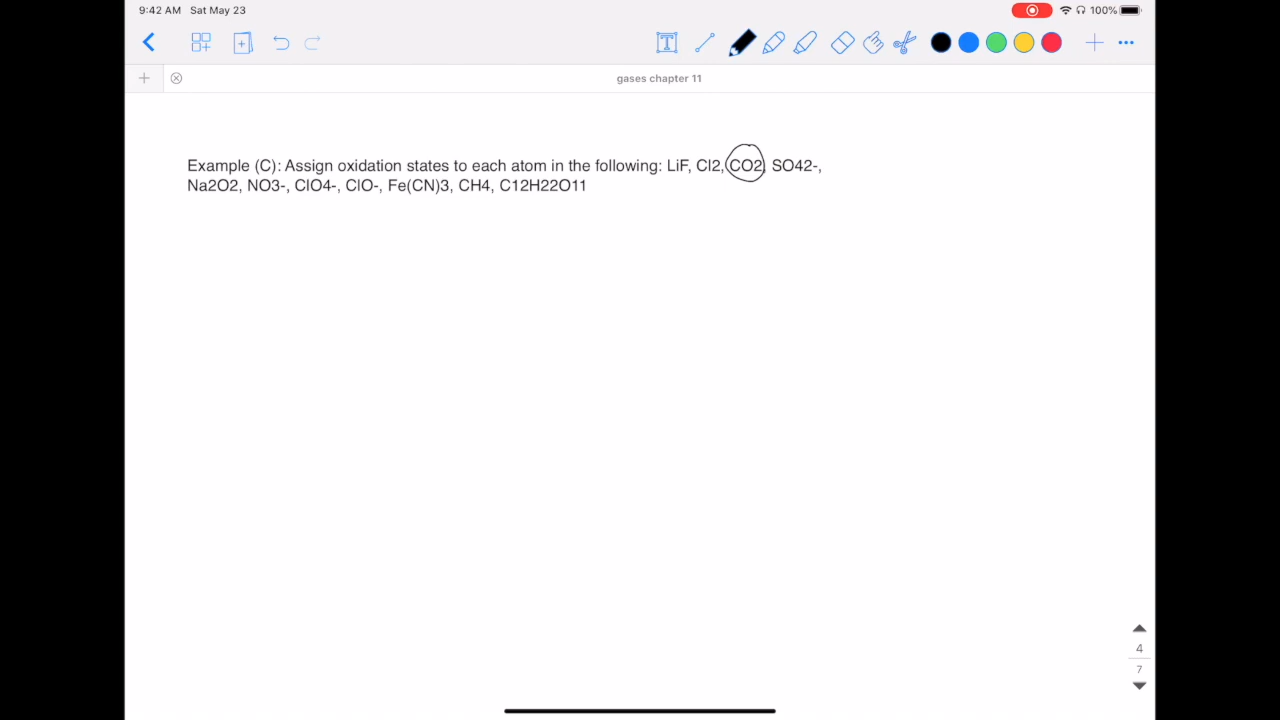 9:42 AM Sat May 23
100%
T
gases chapter 11
Example (C): Assign oxidation states to each atom in the following: LiF, Cl2, CO2, SO42-,
Na2O2, NO3-, ClO4-, ClO-, Fe(CN)3, CH4, C12H22O11
4
7